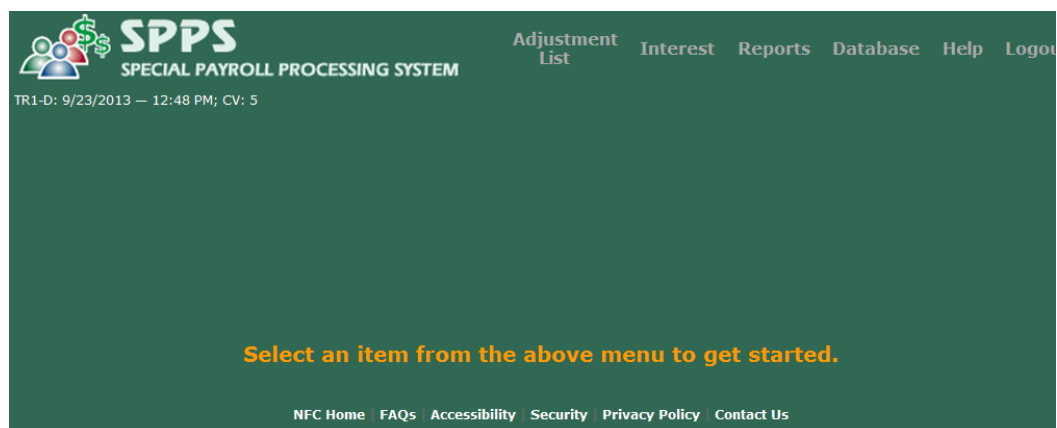 SPPS
SPECIAL PAYROLL PROCESSING SYSTEM
Adjustment
List
Interest Reports Database Help Logou
TR1-D: 9/23/2013 — 12:48 PM; CV: 5
Select an item from the above menu to get started.
NFC Home | FAQs | Accessibility | Security | Privacy Policy | Contact Us